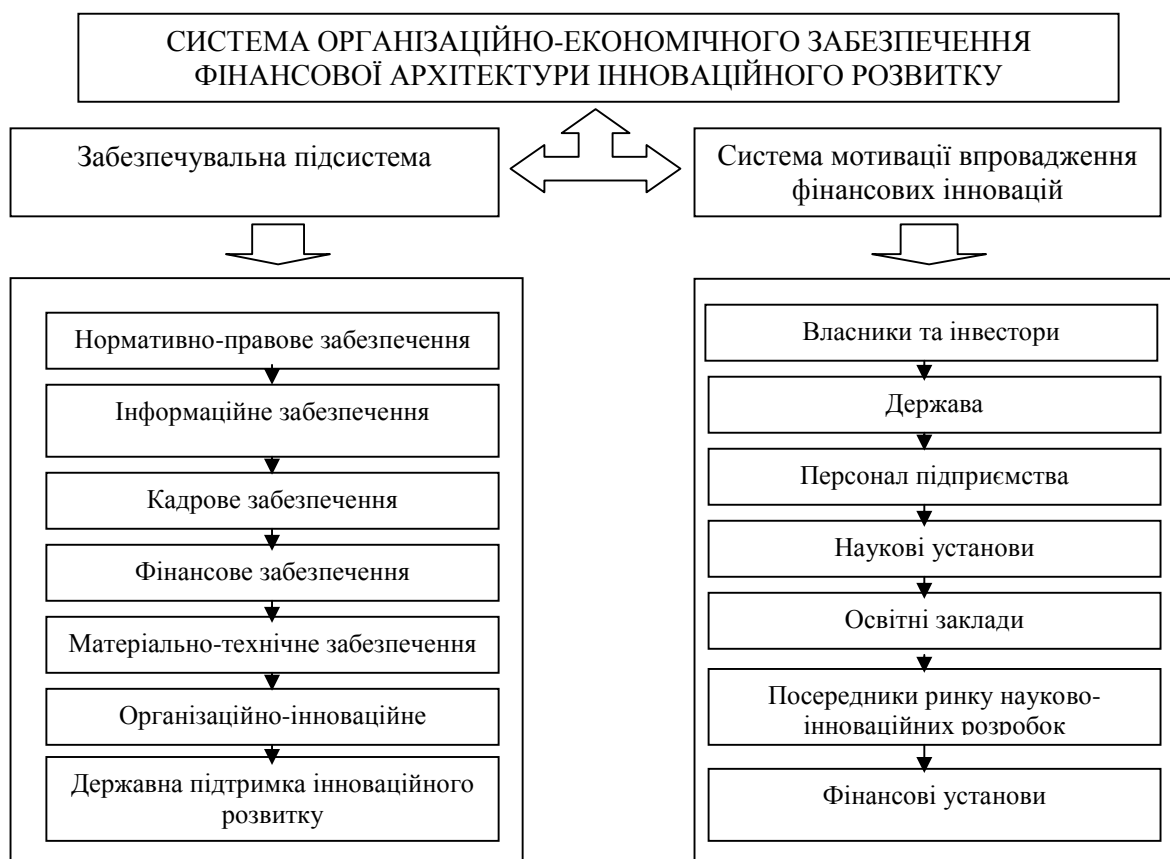 СИСТЕМА ОРГАНІЗАЦІЙНО-ЕКОНОМІЧНОГО ЗАБЕЗПЕЧЕННЯ
ФІНАНСОВОЇ АРХІТЕКТУРИ ІННОВАЦІЙНОГО РОЗВИТКУ
Забезпечувальна підсистема
Система мотивації впровадження
фінансових інновацій
Нормативно-правове забезпечення
Інформаційне забезпечення
Кадрове забезпечення
Фінансове забезпечення
Матеріально-технічне забезпечення
Організаційно-інноваційне
Державна підтримка інноваційного
розвитку
Власники та інвестори
Держава
Персонал підприємства
Наукові установи
Освітні заклади
Посередники ринку науково-
інноваційних розробок
Фінансові установи